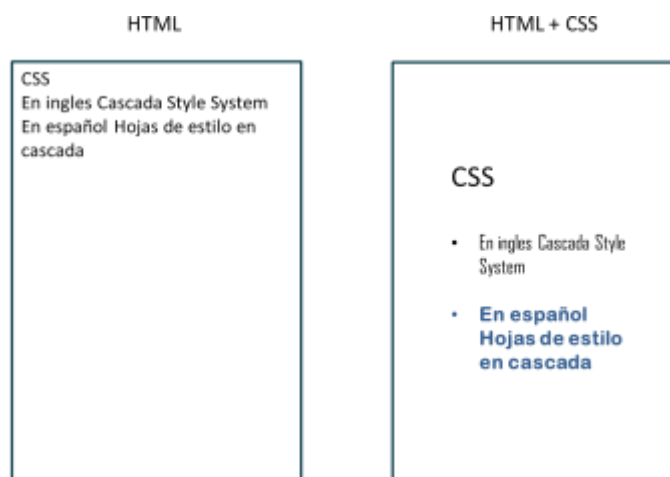 HTML
CSS
En ingles Cascada Style System
En español Hojas de estilo en
cascada
HTML + CSS
CSS
• En ingles Cascada Style
System
• En español
Hojas de estilo
en cascada